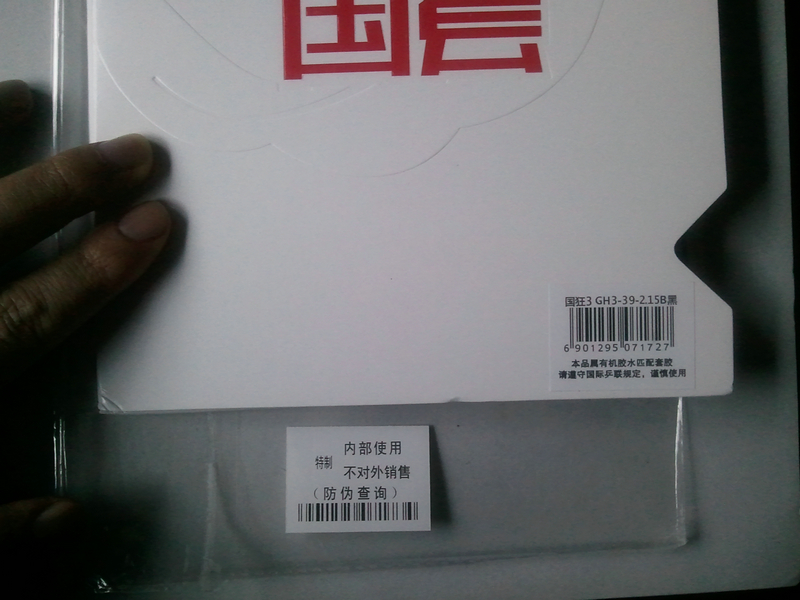 国狂3 GH3-39-2.15B黑
6 901295 071727
本品属有机胶水匹配套胶
请遵守国际乒联规定，谨慎使用
特制
内部使用
不对外销售
（防伪查询）